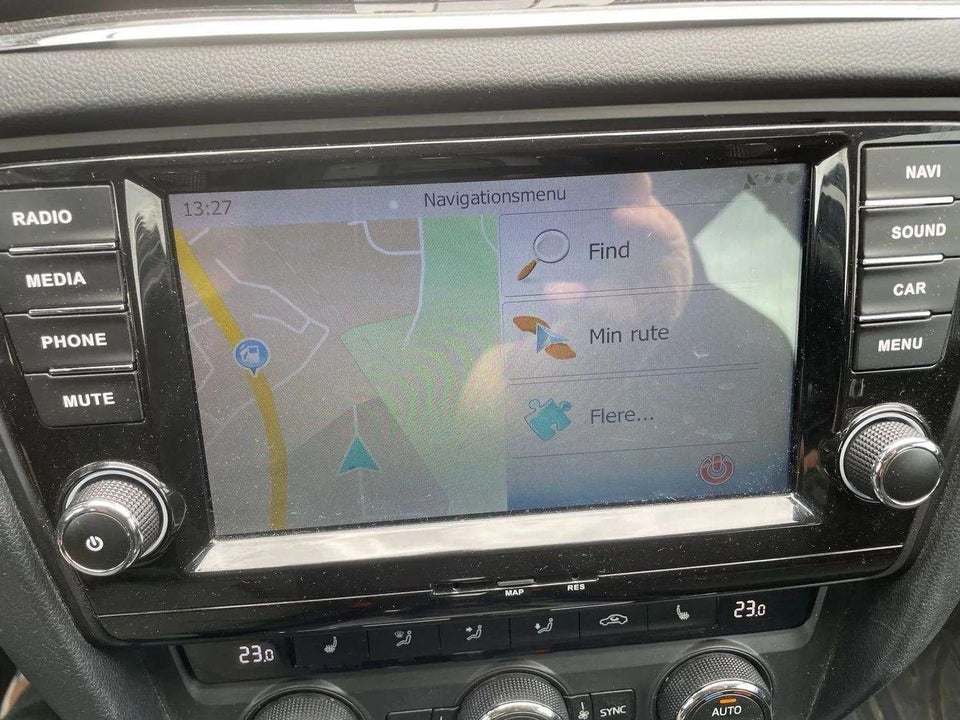 13:27
Navigationsmenu
Find
Min rute
Flere...
RADIO
MEDIA
PHONE
MUTE
NAVI
SOUND
CAR
MENU
MAP
RES
23.0
23.0
SYNC
AUTO